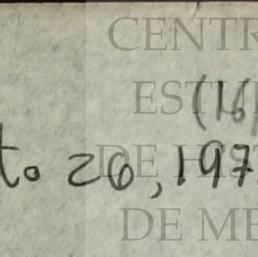 CENTR
(16
EST
to 26, 197
DE H
DE ME